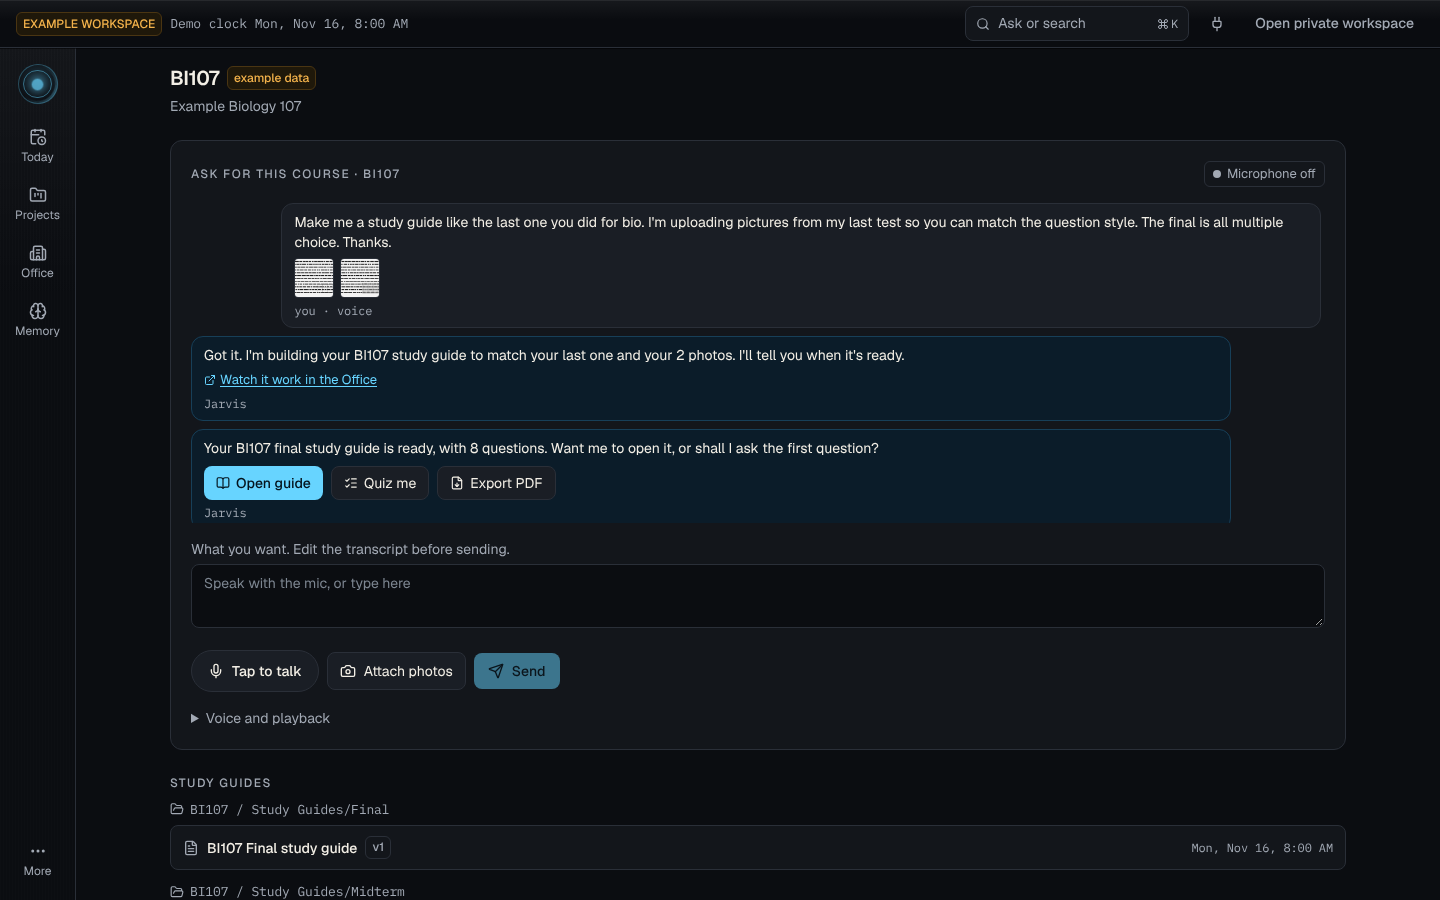 EXAMPLE WORKSPACE Demo clock Mon, Nov 16, 8:00 AM Ask or search ⌘K Open private workspace
Today
Projects
Office
Memory
More
BI107 example data
Example Biology 107
ASK FOR THIS COURSE · BI107 Microphone off
Make me a study guide like the last one you did for bio. I'm uploading pictures from my last test so you can match the question style. The final is all multiple
choice. Thanks.
you · voice
Got it. I'm building your BI107 study guide to match your last one and your 2 photos. I'll tell you when it's ready.
Watch it work in the Office
Jarvis
Your BI107 final study guide is ready, with 8 questions. Want me to open it, or shall I ask the first question?
Open guide Quiz me Export PDF
Jarvis
What you want. Edit the transcript before sending.
Speak with the mic, or type here
Tap to talk Attach photos Send
Voice and playback
STUDY GUIDES
BI107 / Study Guides/Final
BI107 Final study guide v1 Mon, Nov 16, 8:00 AM
BI107 / Study Guides/Midterm